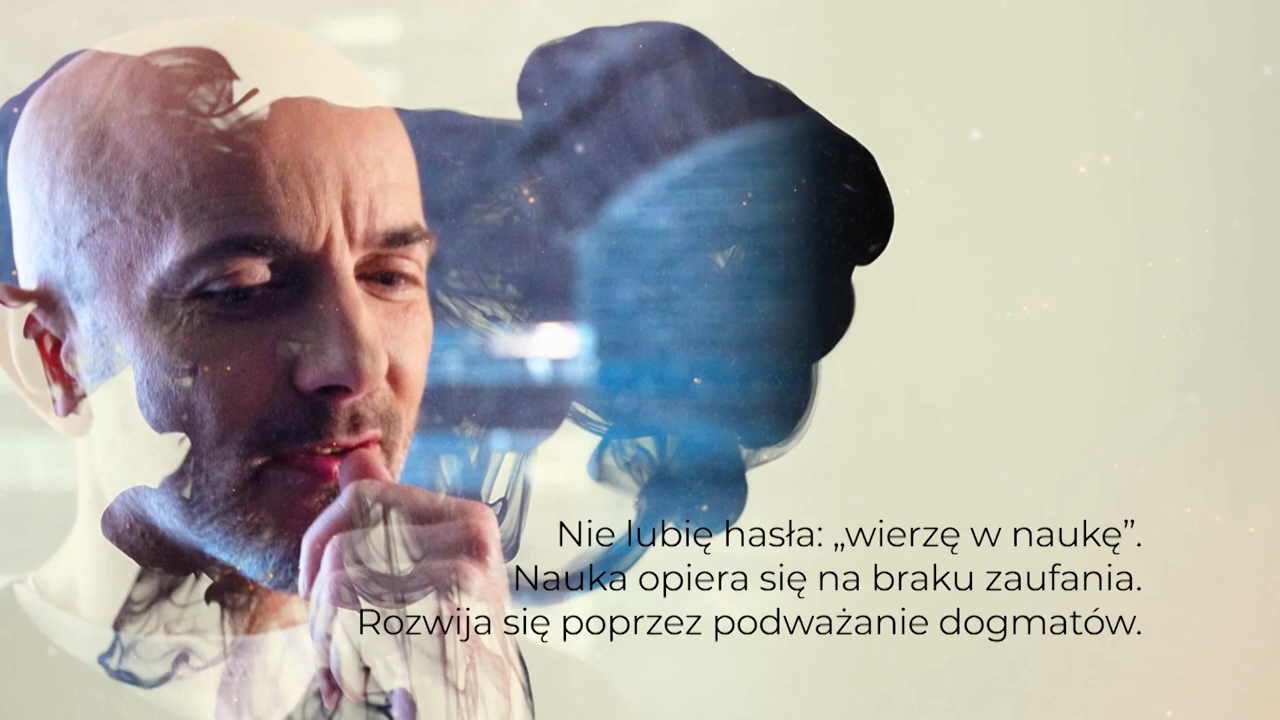 Nie lubię hasła: „wierzę w naukę”.
Nauka opiera się na braku zaufania.
Rozwija się poprzez podważanie dogmatów.